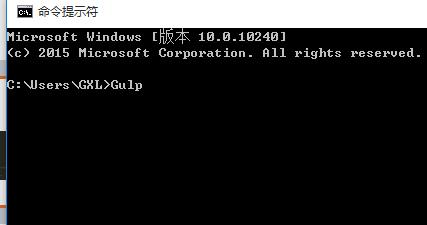 命令提示符
Microsoft Windows [版本 10.0.10240]
(c) 2015 Microsoft Corporation. All rights reserved.
C:\Users\GXL>Gulp